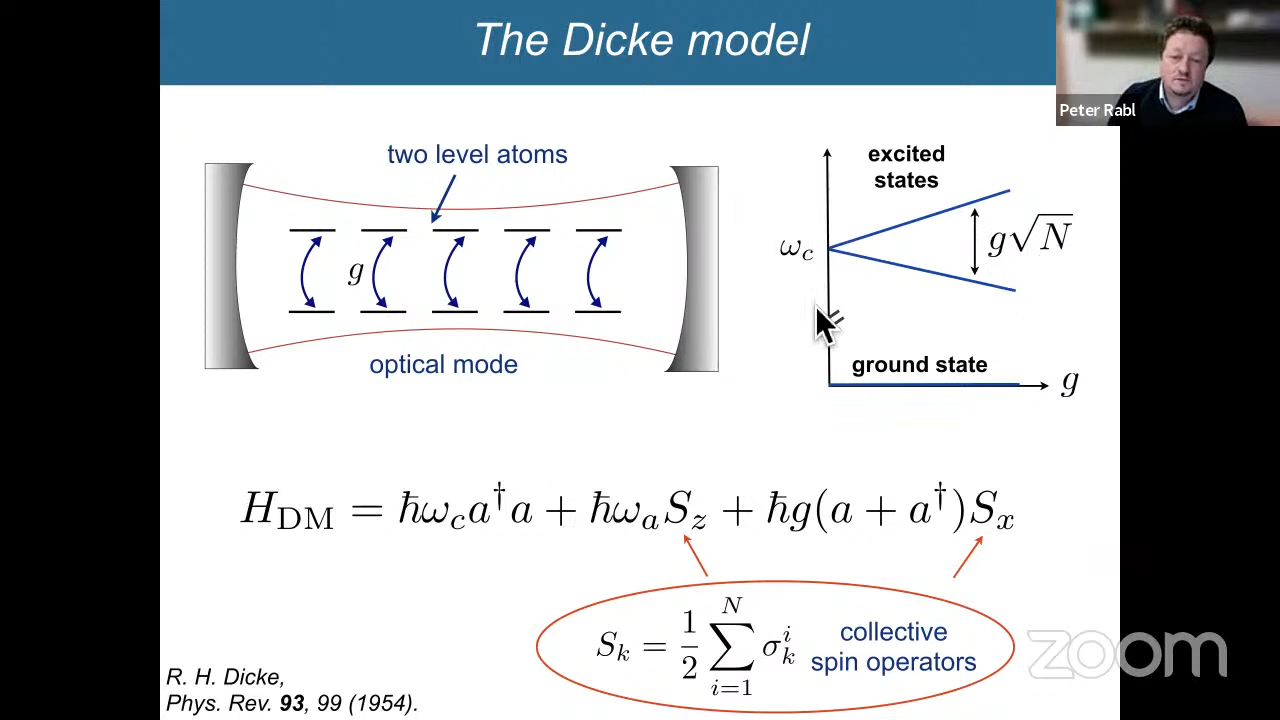 The Dicke model
Peter Rabl
two level atoms
g
optical mode
excited
states
ω_c
g√N
ground state
g
H_DM = ħω_c a†a + ħω_a S_z + ħg(a + a†)S_x
S_k = 1/2 ∑_{i=1}^{N} σ_k^i
collective
spin operators
R. H. Dicke,
Phys. Rev. 93, 99 (1954).
zoom